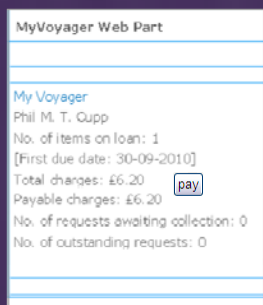 MyVoyager Web Part
My Voyager
Phil M. T. Cupp
No. of items on loan: 1
[First due date: 30-09-2010]
Total charges: £6.20
pay
Payable charges: £6.20
No. of requests awaiting collection: 0
No. of outstanding requests: 0